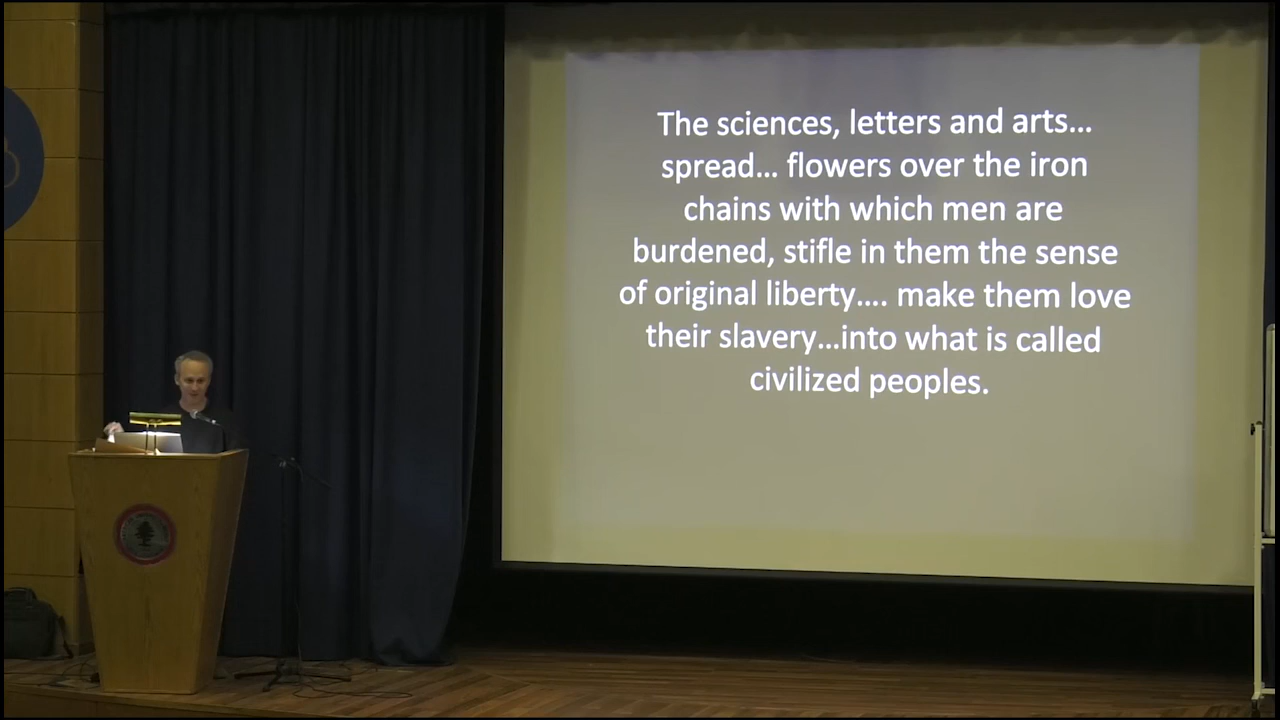 The sciences, letters and arts…
spread… flowers over the iron
chains with which men are
burdened, stifle in them the sense
of original liberty…. make them love
their slavery…into what is called
civilized peoples.